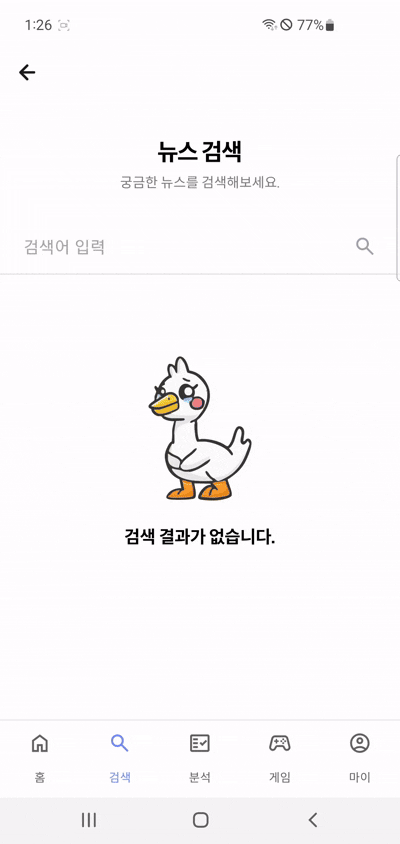 1:26 77%
뉴스 검색
궁금한 뉴스를 검색해보세요.
검색어 입력
검색 결과가 없습니다.
홈 검색 분석 게임 마이